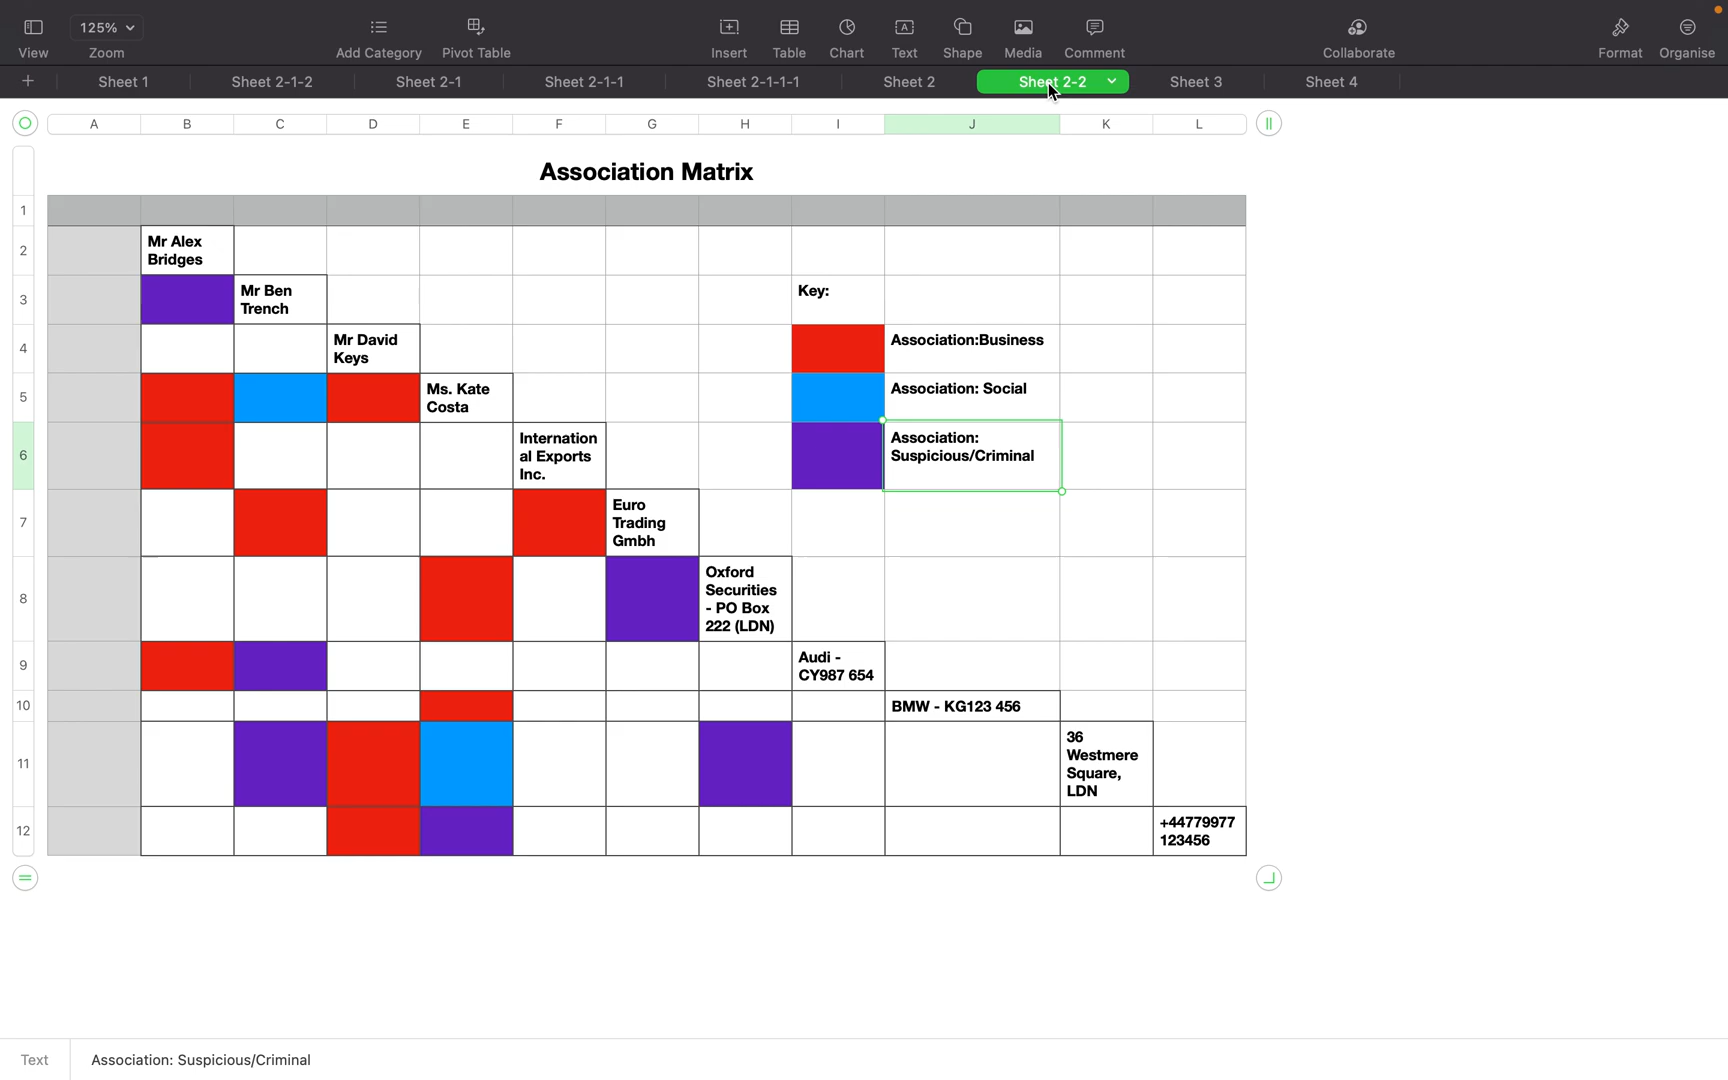 125%
View
Zoom
Add Category
Pivot Table
Insert
Table
Chart
Text
Shape
Media
Comment
Collaborate
Format
Organise
Sheet 1
Sheet 2-1-2
Sheet 2-1
Sheet 2-1-1
Sheet 2-1-1-1
Sheet 2
Sheet 2-2
Sheet 3
Sheet 4
A B C D E F G H I J K L
Association Matrix
1
2
Mr Alex
Bridges
3
Mr Ben
Trench
Key:
4
Mr David
Keys
Association:Business
5
Ms. Kate
Costa
Association: Social
6
Internation
al Exports
Inc.
Association:
Suspicious/Criminal
7
Euro
Trading
Gmbh
8
Oxford
Securities
- PO Box
222 (LDN)
9
Audi -
CY987 654
10
BMW - KG123 456
11
36
Westmere
Square,
LDN
12
+44779977
123456
Text
Association: Suspicious/Criminal